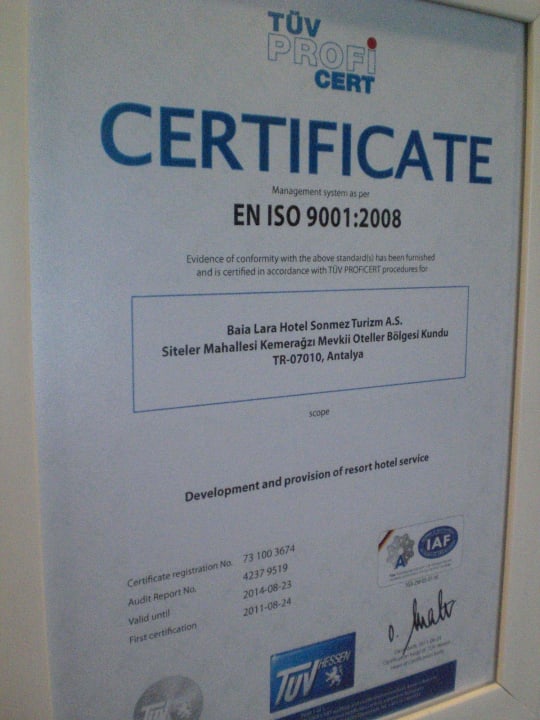 TÜV
PROFi
CERT
CERTIFICATE
Management system as per
EN ISO 9001:2008
Evidence of conformity with the above standard(s) has been furnished
and is certified in accordance with TÜV PROFICERT procedures for
Baia Lara Hotel Sonmez Turizm A.S.
Siteler Mahallesi Kemerağzı Mevkii Oteller Bölgesi Kundu
TR-07010, Antalya
scope
Development and provision of resort hotel service
Certificate registration No. 73 100 3674
Audit Report No. 4237 9519
Valid until 2014-08-23
First certification 2011-08-24
IAF
TÜV HESSEN
TÜV